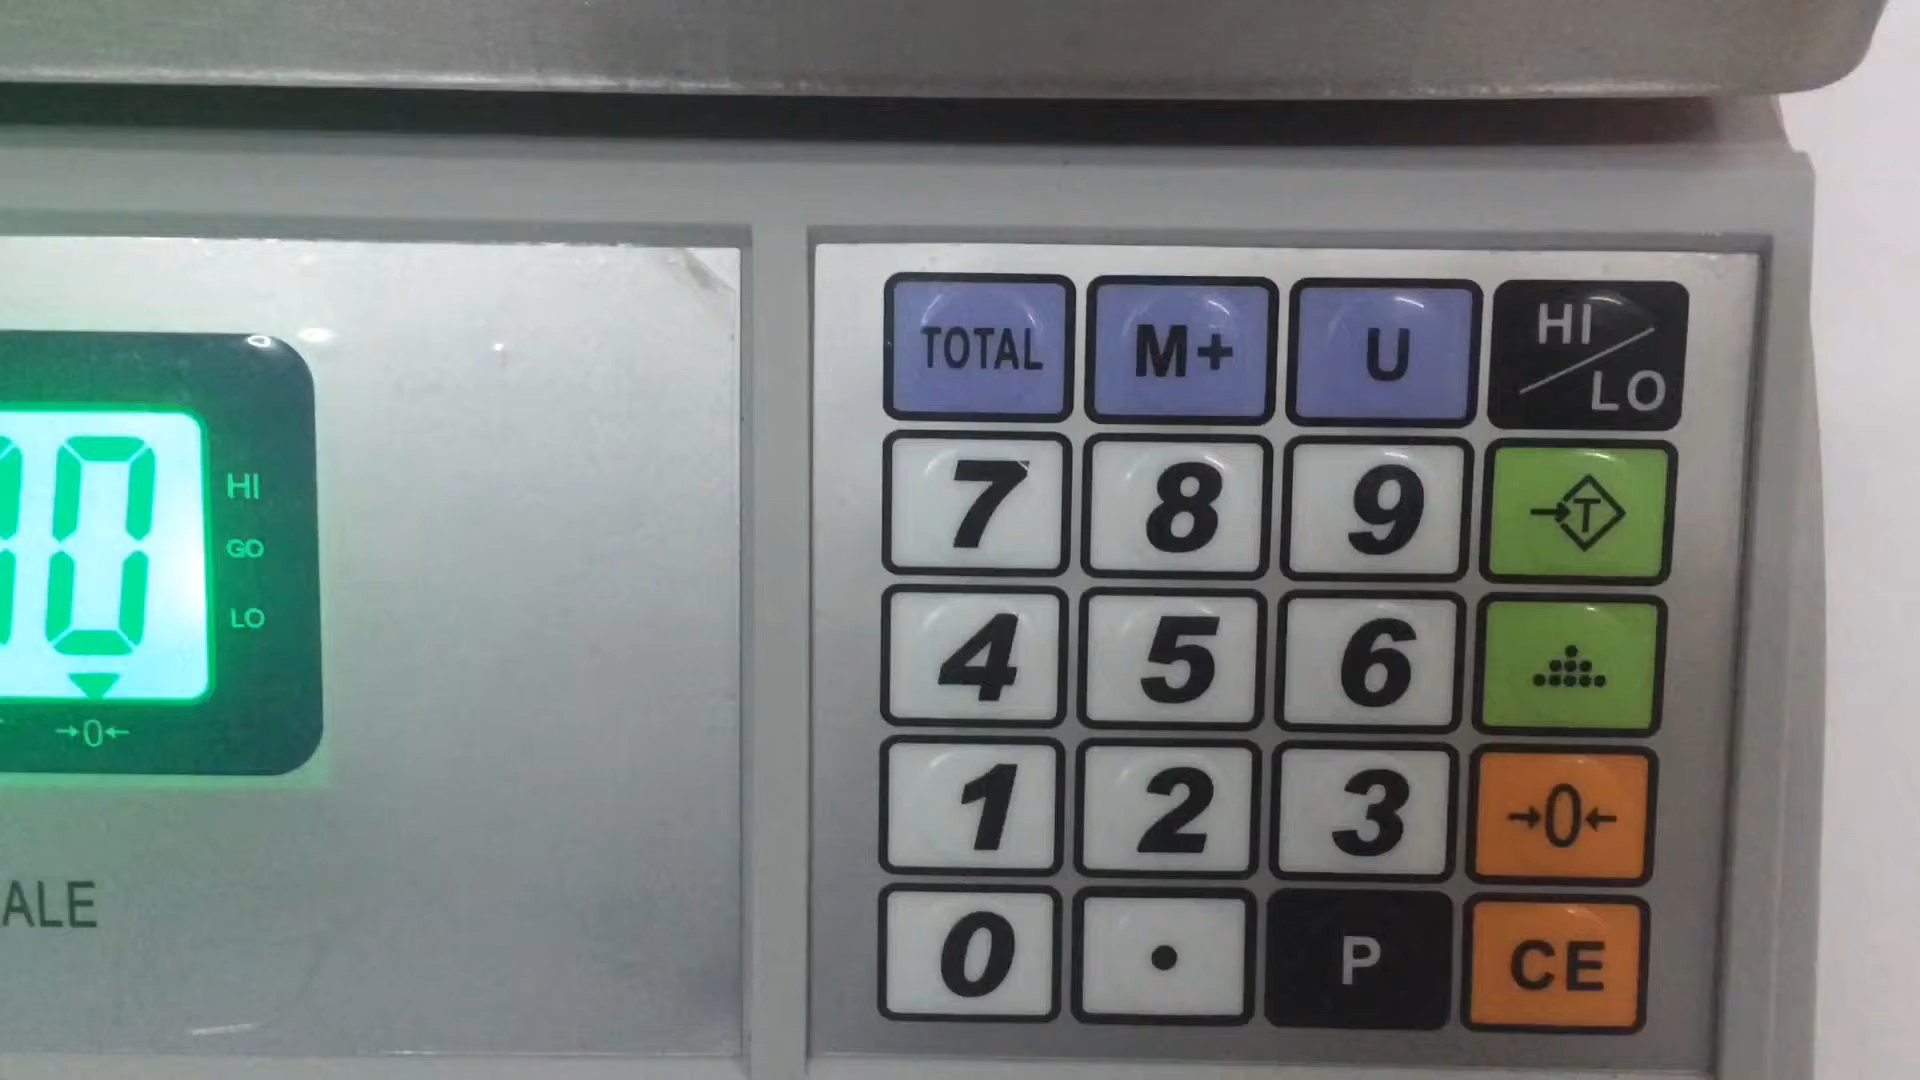 0
HI
GO
LO
→0←
ALE
TOTAL M+ U HI/LO
7 8 9 →T
4 5 6
1 2 3 →0←
0 . P CE